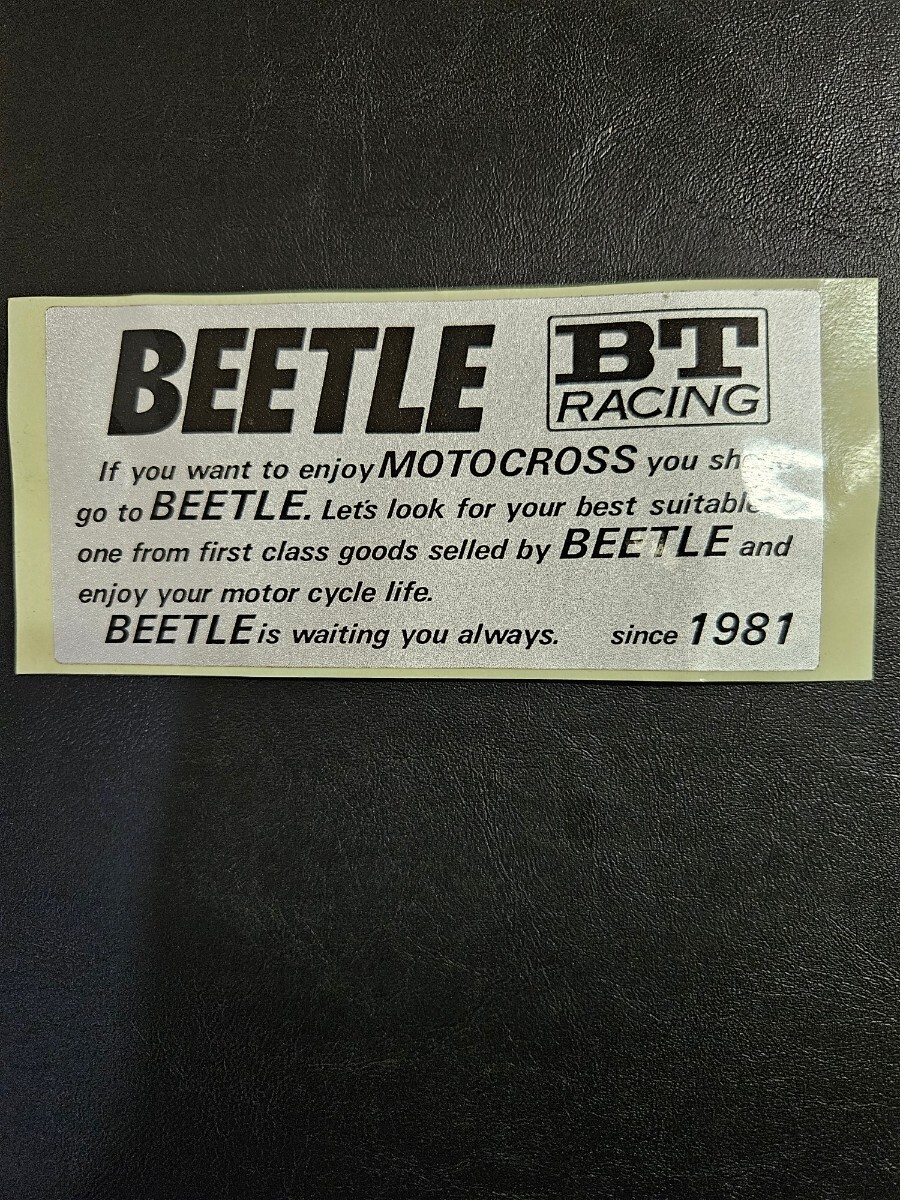 BEETLE
BT
RACING
If you want to enjoy MOTOCROSS you
go to BEETLE. Let's look for your best suitable
one from first class goods selled by BEETLE and
enjoy your motor cycle life.
BEETLE is waiting you always. since 1981